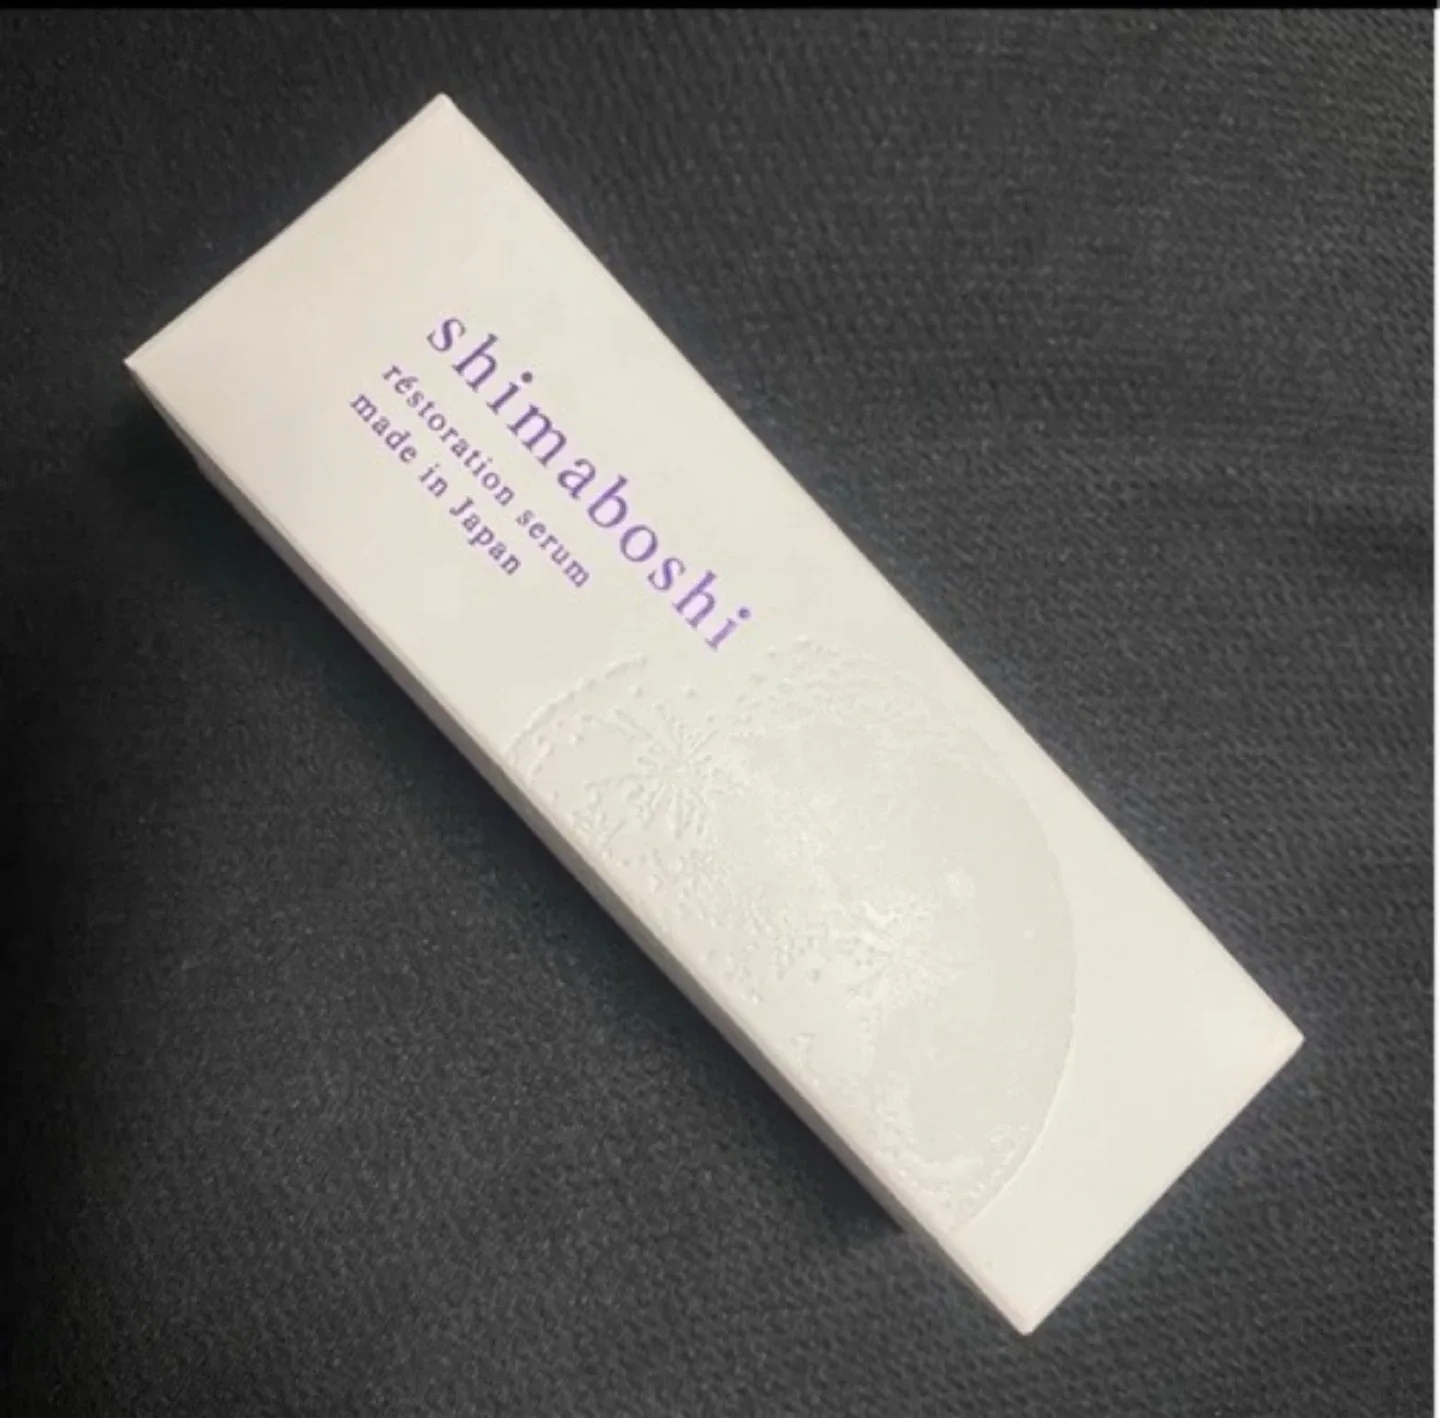 shimaboshi
réstoration serum
made in Japan